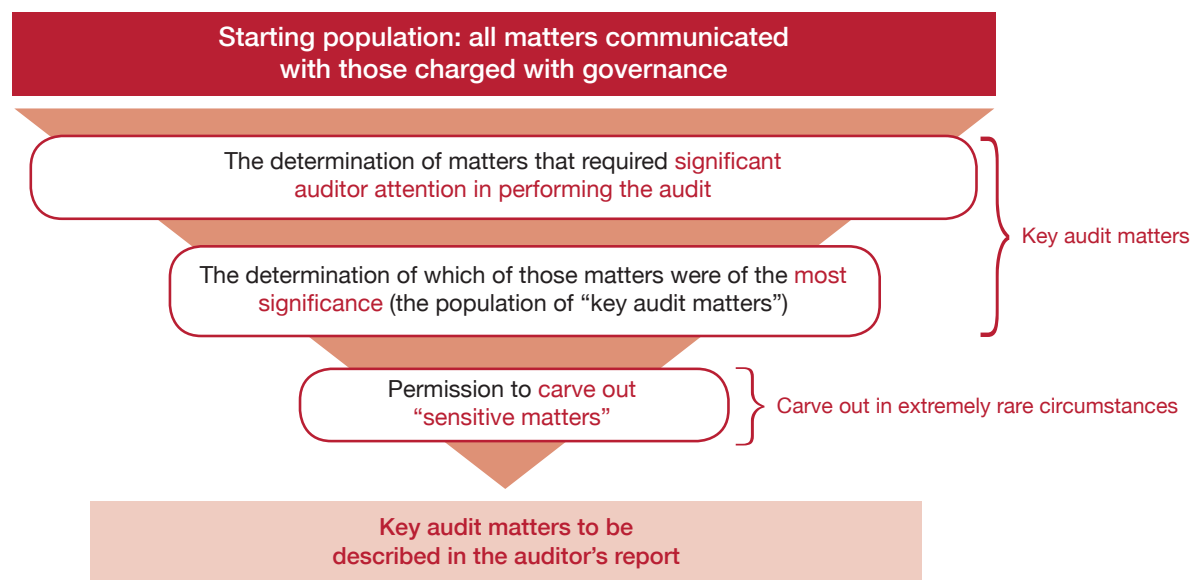 Starting population: all matters communicated
with those charged with governance
The determination of matters that required significant
auditor attention in performing the audit
Key audit matters
The determination of which of those matters were of the most
significance (the population of “key audit matters”)
Permission to carve out
“sensitive matters”
Carve out in extremely rare circumstances
Key audit matters to be
described in the auditor’s report